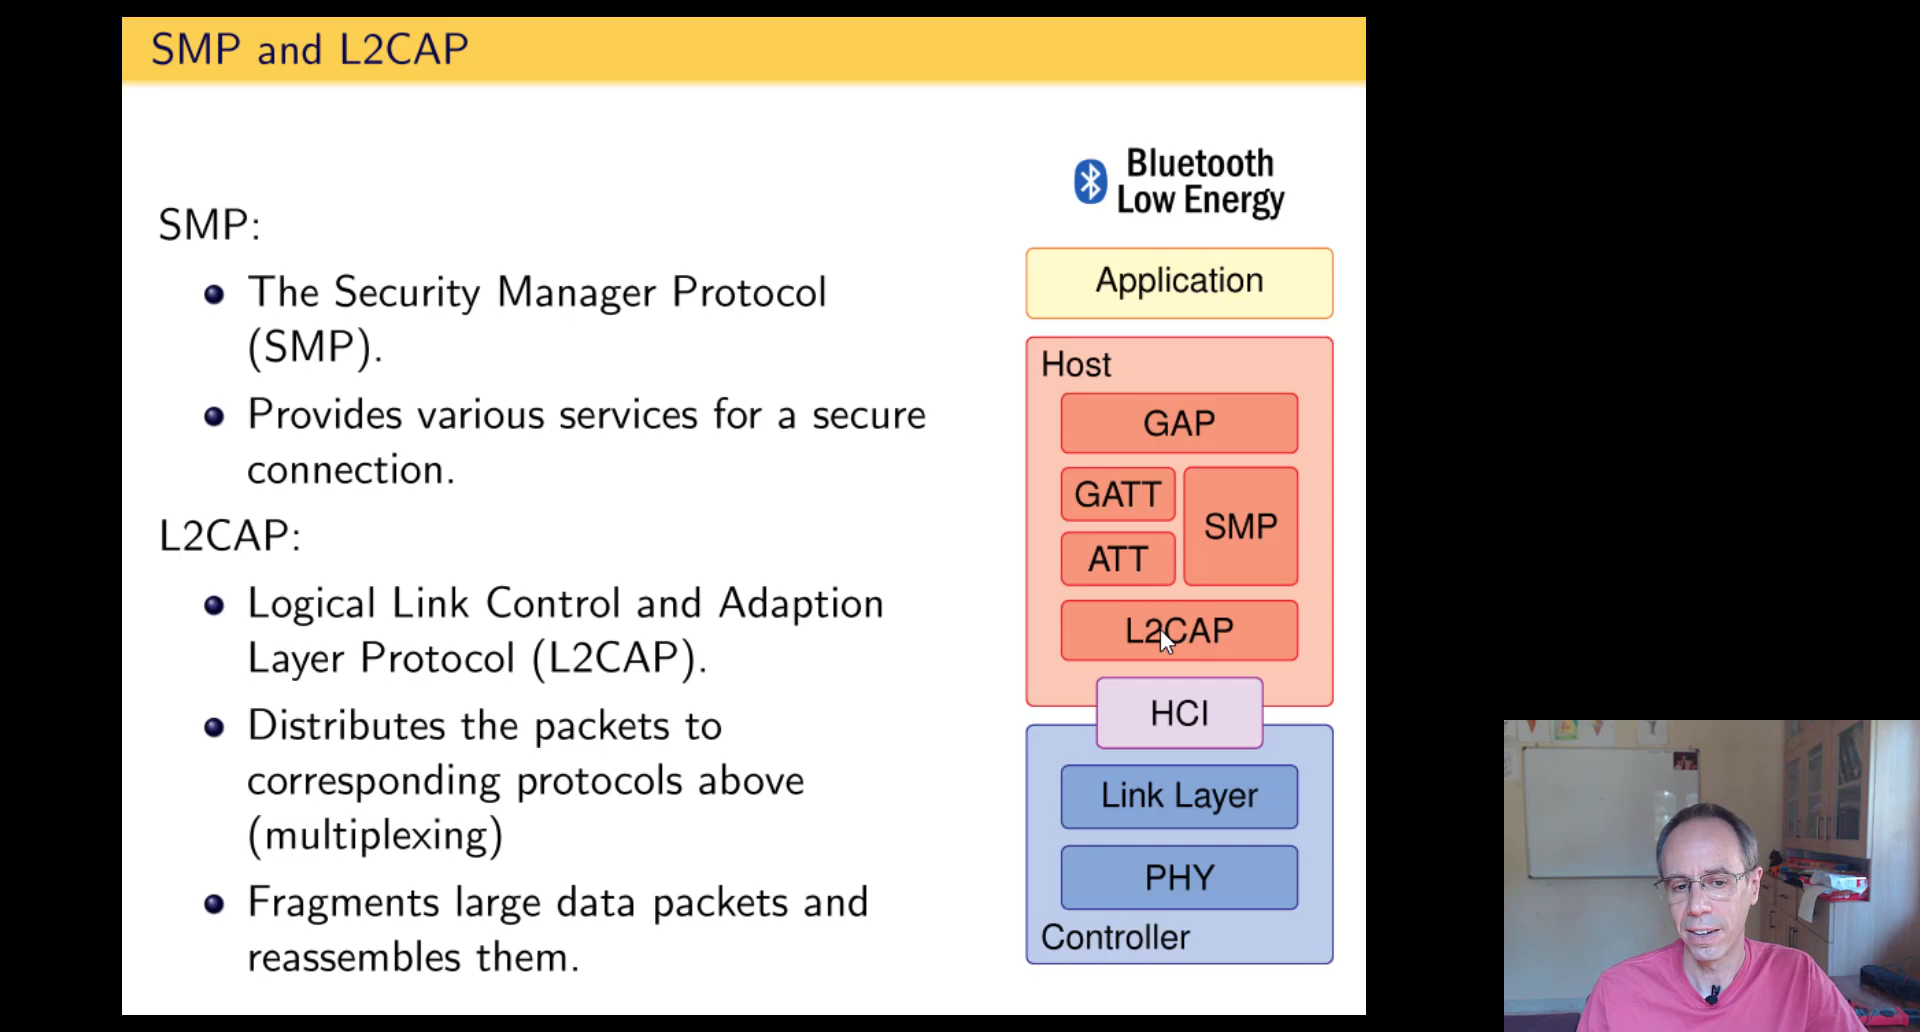 SMP and L2CAP
SMP:
The Security Manager Protocol
(SMP).
Provides various services for a secure
connection.
L2CAP:
Logical Link Control and Adaption
Layer Protocol (L2CAP).
Distributes the packets to
corresponding protocols above
(multiplexing)
Fragments large data packets and
reassembles them.
Bluetooth
Low Energy
Application
Host
GAP
GATT
SMP
ATT
L2CAP
HCI
Link Layer
PHY
Controller